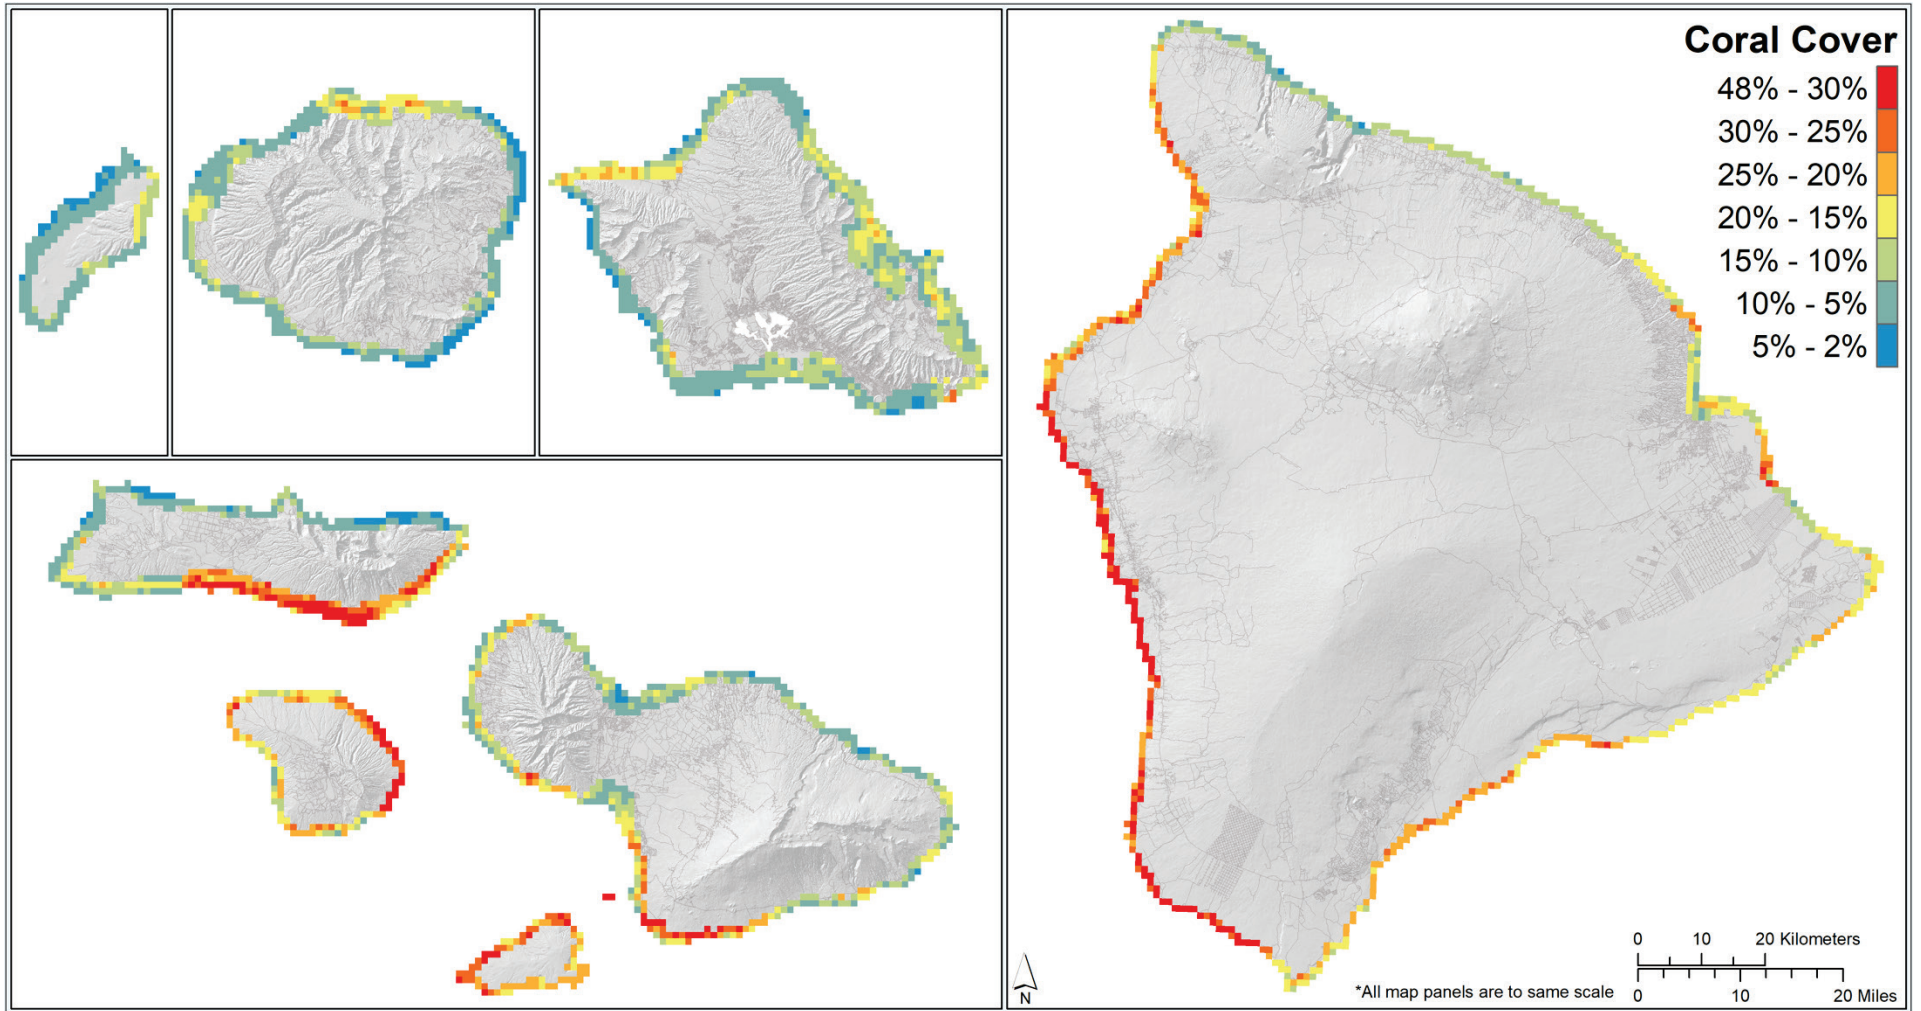 Coral Cover
48% - 30%
30% - 25%
25% - 20%
20% - 15%
15% - 10%
10% - 5%
5% - 2%
0 10 20 Kilometers
0 10 20 Miles
*All map panels are to same scale
N